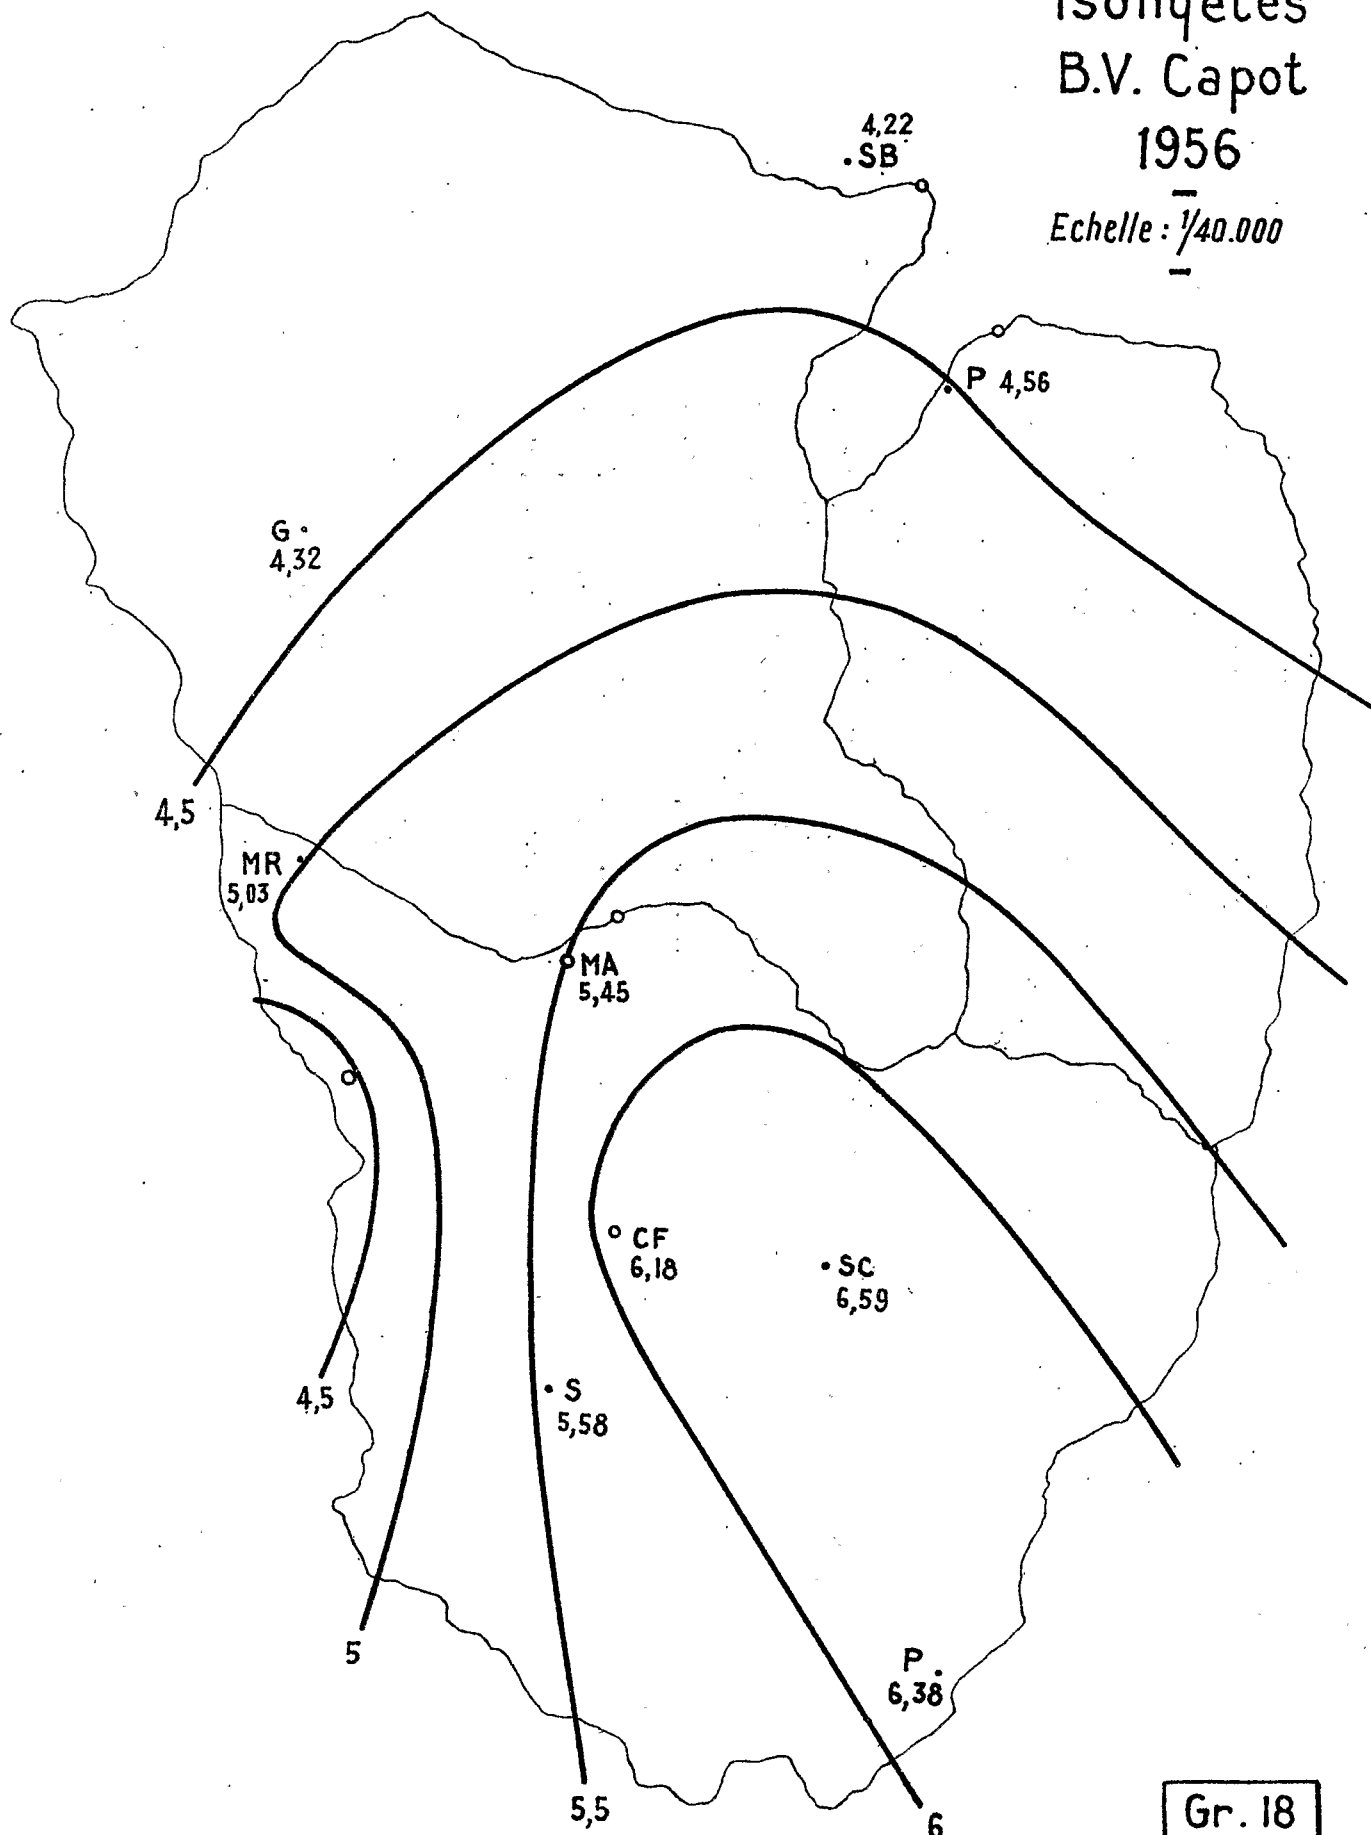 Isohyètes
B.V. Capot
1956
Echelle : 1/40.000
4,22
SB
P 4,56
G
4,32
4,5
MR
5,03
MA
5,45
CF
6,18
SC
6,59
S
5,58
4,5
5
P
6,38
5,5
6
Gr. 18